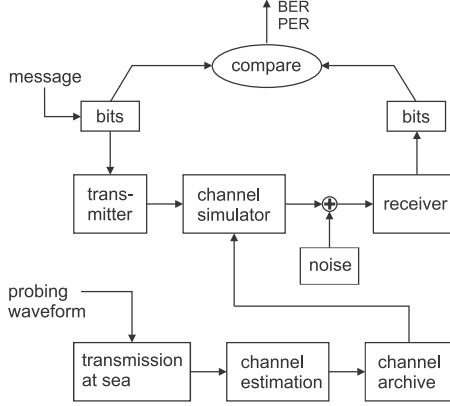 BER
PER
compare
message
bits
bits
trans-
mitter
channel
simulator
receiver
noise
probing
waveform
transmission
at sea
channel
estimation
channel
archive